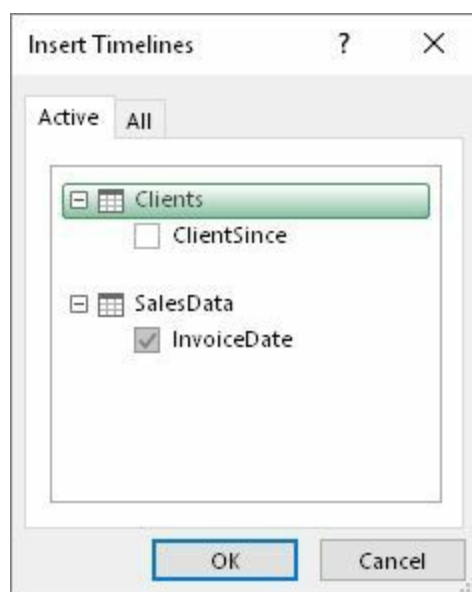 Insert Timelines ? ×
Active All
Clients
ClientSince
SalesData
InvoiceDate
OK Cancel